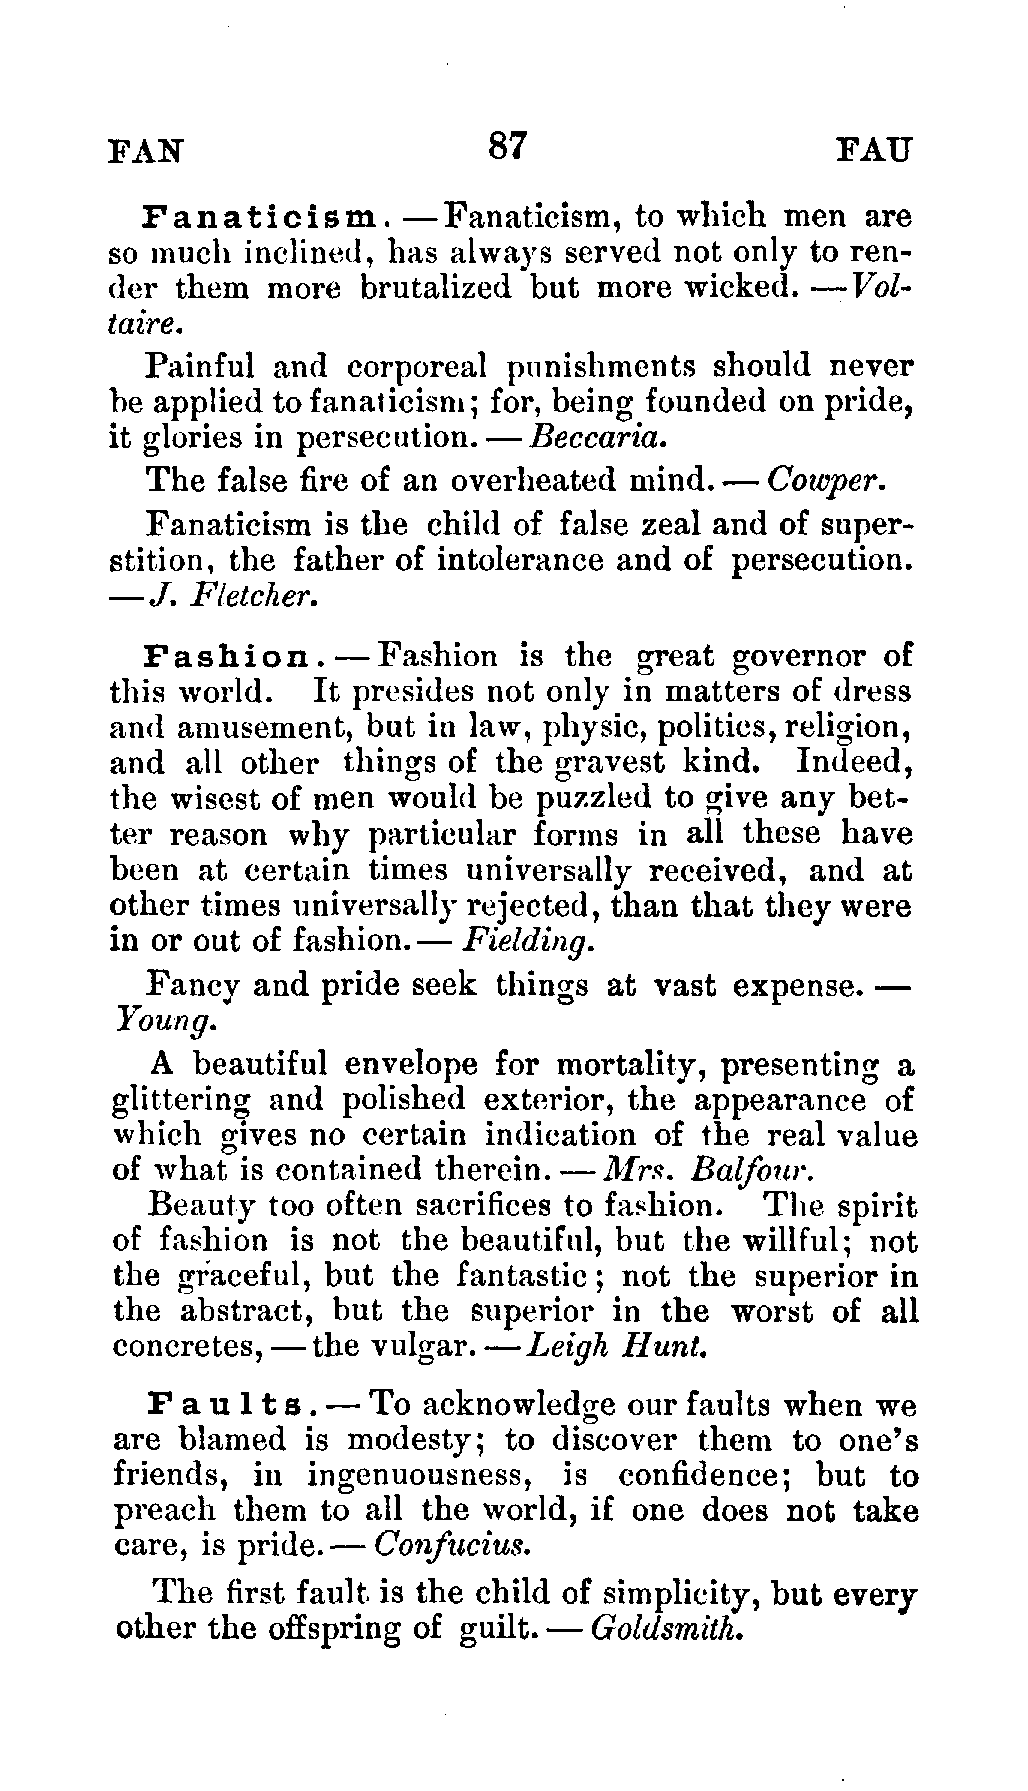 FAN 87 FAU
Fanaticism. — Fanaticism, to which men are
so much inclined, has always served not only to ren-
der them more brutalized but more wicked. — Vol-
taire.
Painful and corporeal punishments should never
be applied to fanaticism; for, being founded on pride,
it glories in persecution. — Beccaria.
The false fire of an overheated mind. — Cowper.
Fanaticism is the child of false zeal and of super-
stition, the father of intolerance and of persecution.
— J. Fletcher.
Fashion. — Fashion is the great governor of
this world. It presides not only in matters of dress
and amusement, but in law, physic, politics, religion,
and all other things of the gravest kind. Indeed,
the wisest of men would be puzzled to give any bet-
ter reason why particular forms in all these have
been at certain times universally received, and at
other times universally rejected, than that they were
in or out of fashion. — Fielding.
Fancy and pride seek things at vast expense. —
Young.
A beautiful envelope for mortality, presenting a
glittering and polished exterior, the appearance of
which gives no certain indication of the real value
of what is contained therein. — Mrs. Balfour.
Beauty too often sacrifices to fashion. The spirit
of fashion is not the beautiful, but the willful; not
the graceful, but the fantastic; not the superior in
the abstract, but the superior in the worst of all
concretes, — the vulgar. — Leigh Hunt.
Faults. — To acknowledge our faults when we
are blamed is modesty; to discover them to one's
friends, in ingenuousness, is confidence; but to
preach them to all the world, if one does not take
care, is pride. — Confucius.
The first fault is the child of simplicity, but every
other the offspring of guilt. — Goldsmith.